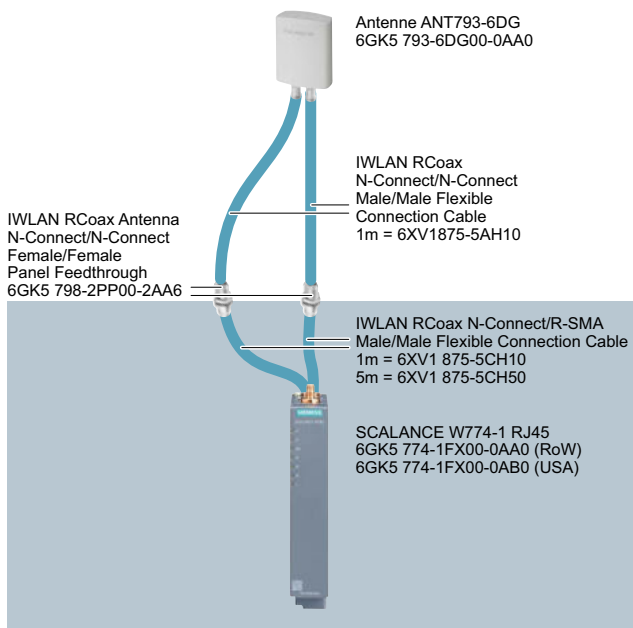 Antenne ANT793-6DG
6GK5 793-6DG00-0AA0
IWLAN RCoax
N-Connect/N-Connect
Male/Male Flexible
Connection Cable
1m = 6XV1875-5AH10
IWLAN RCoax Antenna
N-Connect/N-Connect
Female/Female
Panel Feedthrough
6GK5 798-2PP00-2AA6
IWLAN RCoax N-Connect/R-SMA
Male/Male Flexible Connection Cable
1m = 6XV1 875-5CH10
5m = 6XV1 875-5CH50
SIEMENS
SCALANCE W774-1 RJ45
6GK5 774-1FX00-0AA0 (RoW)
6GK5 774-1FX00-0AB0 (USA)